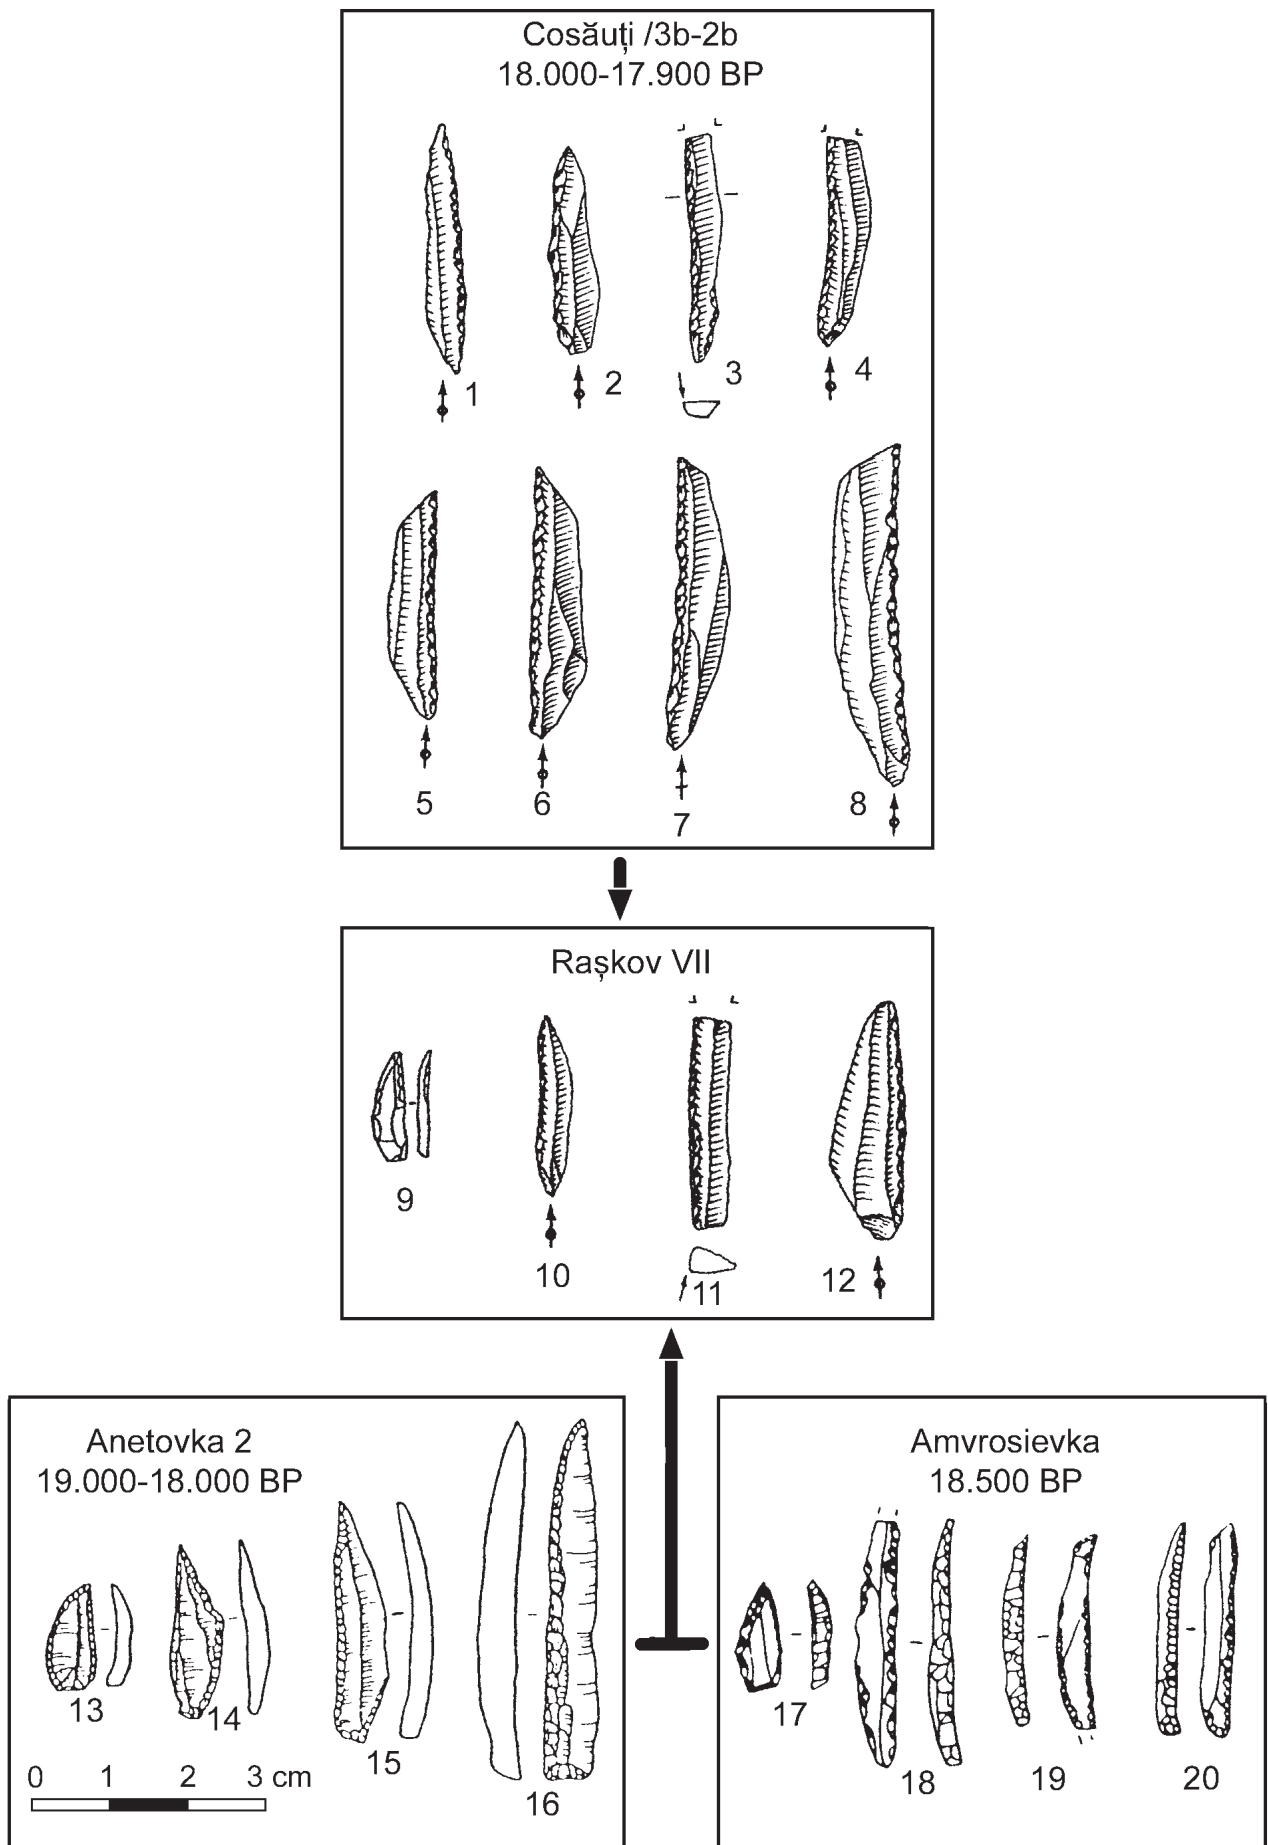 Cosăuți /3b-2b
18.000-17.900 BP
1
2
3
4
5
6
7
8
Rașkov VII
9
10
11
12
Anetovka 2
19.000-18.000 BP
13
14
15
16
0 1 2 3 cm
Amvrosievka
18.500 BP
17
18
19
20